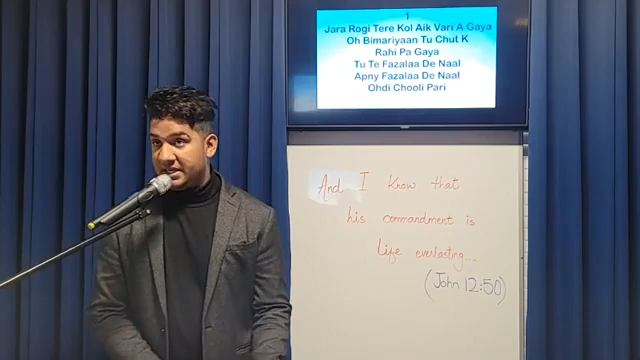 1
Jara Rogi Tere Kol Aik Vari A Gaya
Oh Bimariyaan Tu Chut K
Rahi Pa Gaya
Tu Te Fazalaa De Naal
Apny Fazalaa De Naal
Ohdi Chooli Pari
And I know that
his commandment is
life everlasting...
(John 12:50)